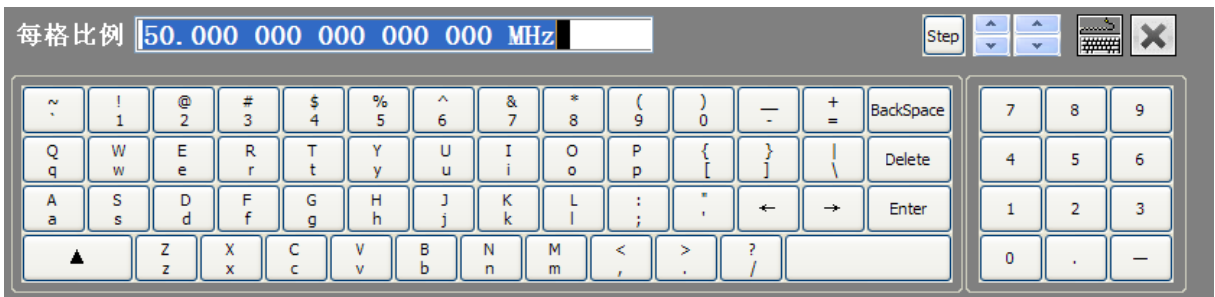 每格比例 50.000 000 000 000 000 MHz Step
~ ! @ # $ % ^ & * ( ) — +
` 1 2 3 4 5 6 7 8 9 0 - = BackSpace 7 8 9
Q W E R T Y U I O P { } |
q w e r t y u i o p [ ] \ Delete 4 5 6
A S D F G H J K L : "
a s d f g h j k l ; ' ← → Enter 1 2 3
▲ Z X C V B N M < > ?
z x c v b n m , . / 0 . —